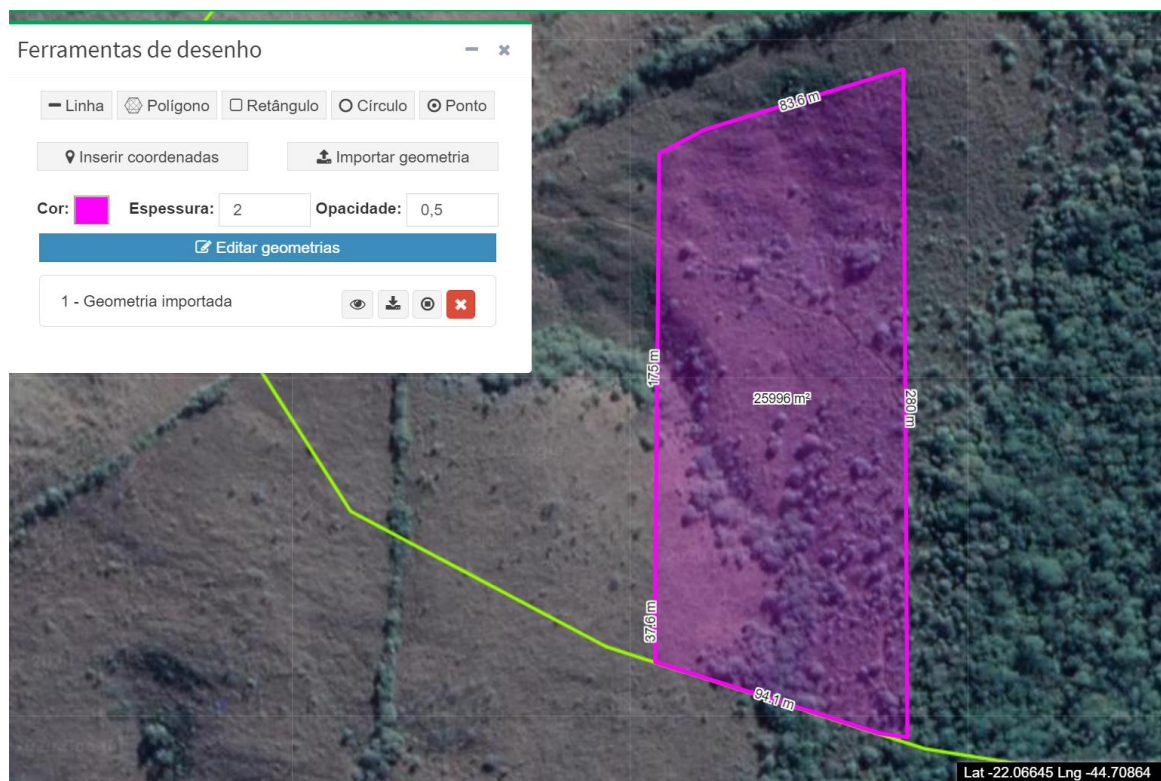 Ferramentas de desenho
Linha Polígono Retângulo Círculo Ponto
Inserir coordenadas Importar geometria
Cor: Espessura: 2 Opacidade: 0,5
Editar geometrias
1 - Geometria importada
83.6 m
175 m
25996 m²
280 m
37.6 m
94.1 m
Lat -22.06645 Lng -44.70864